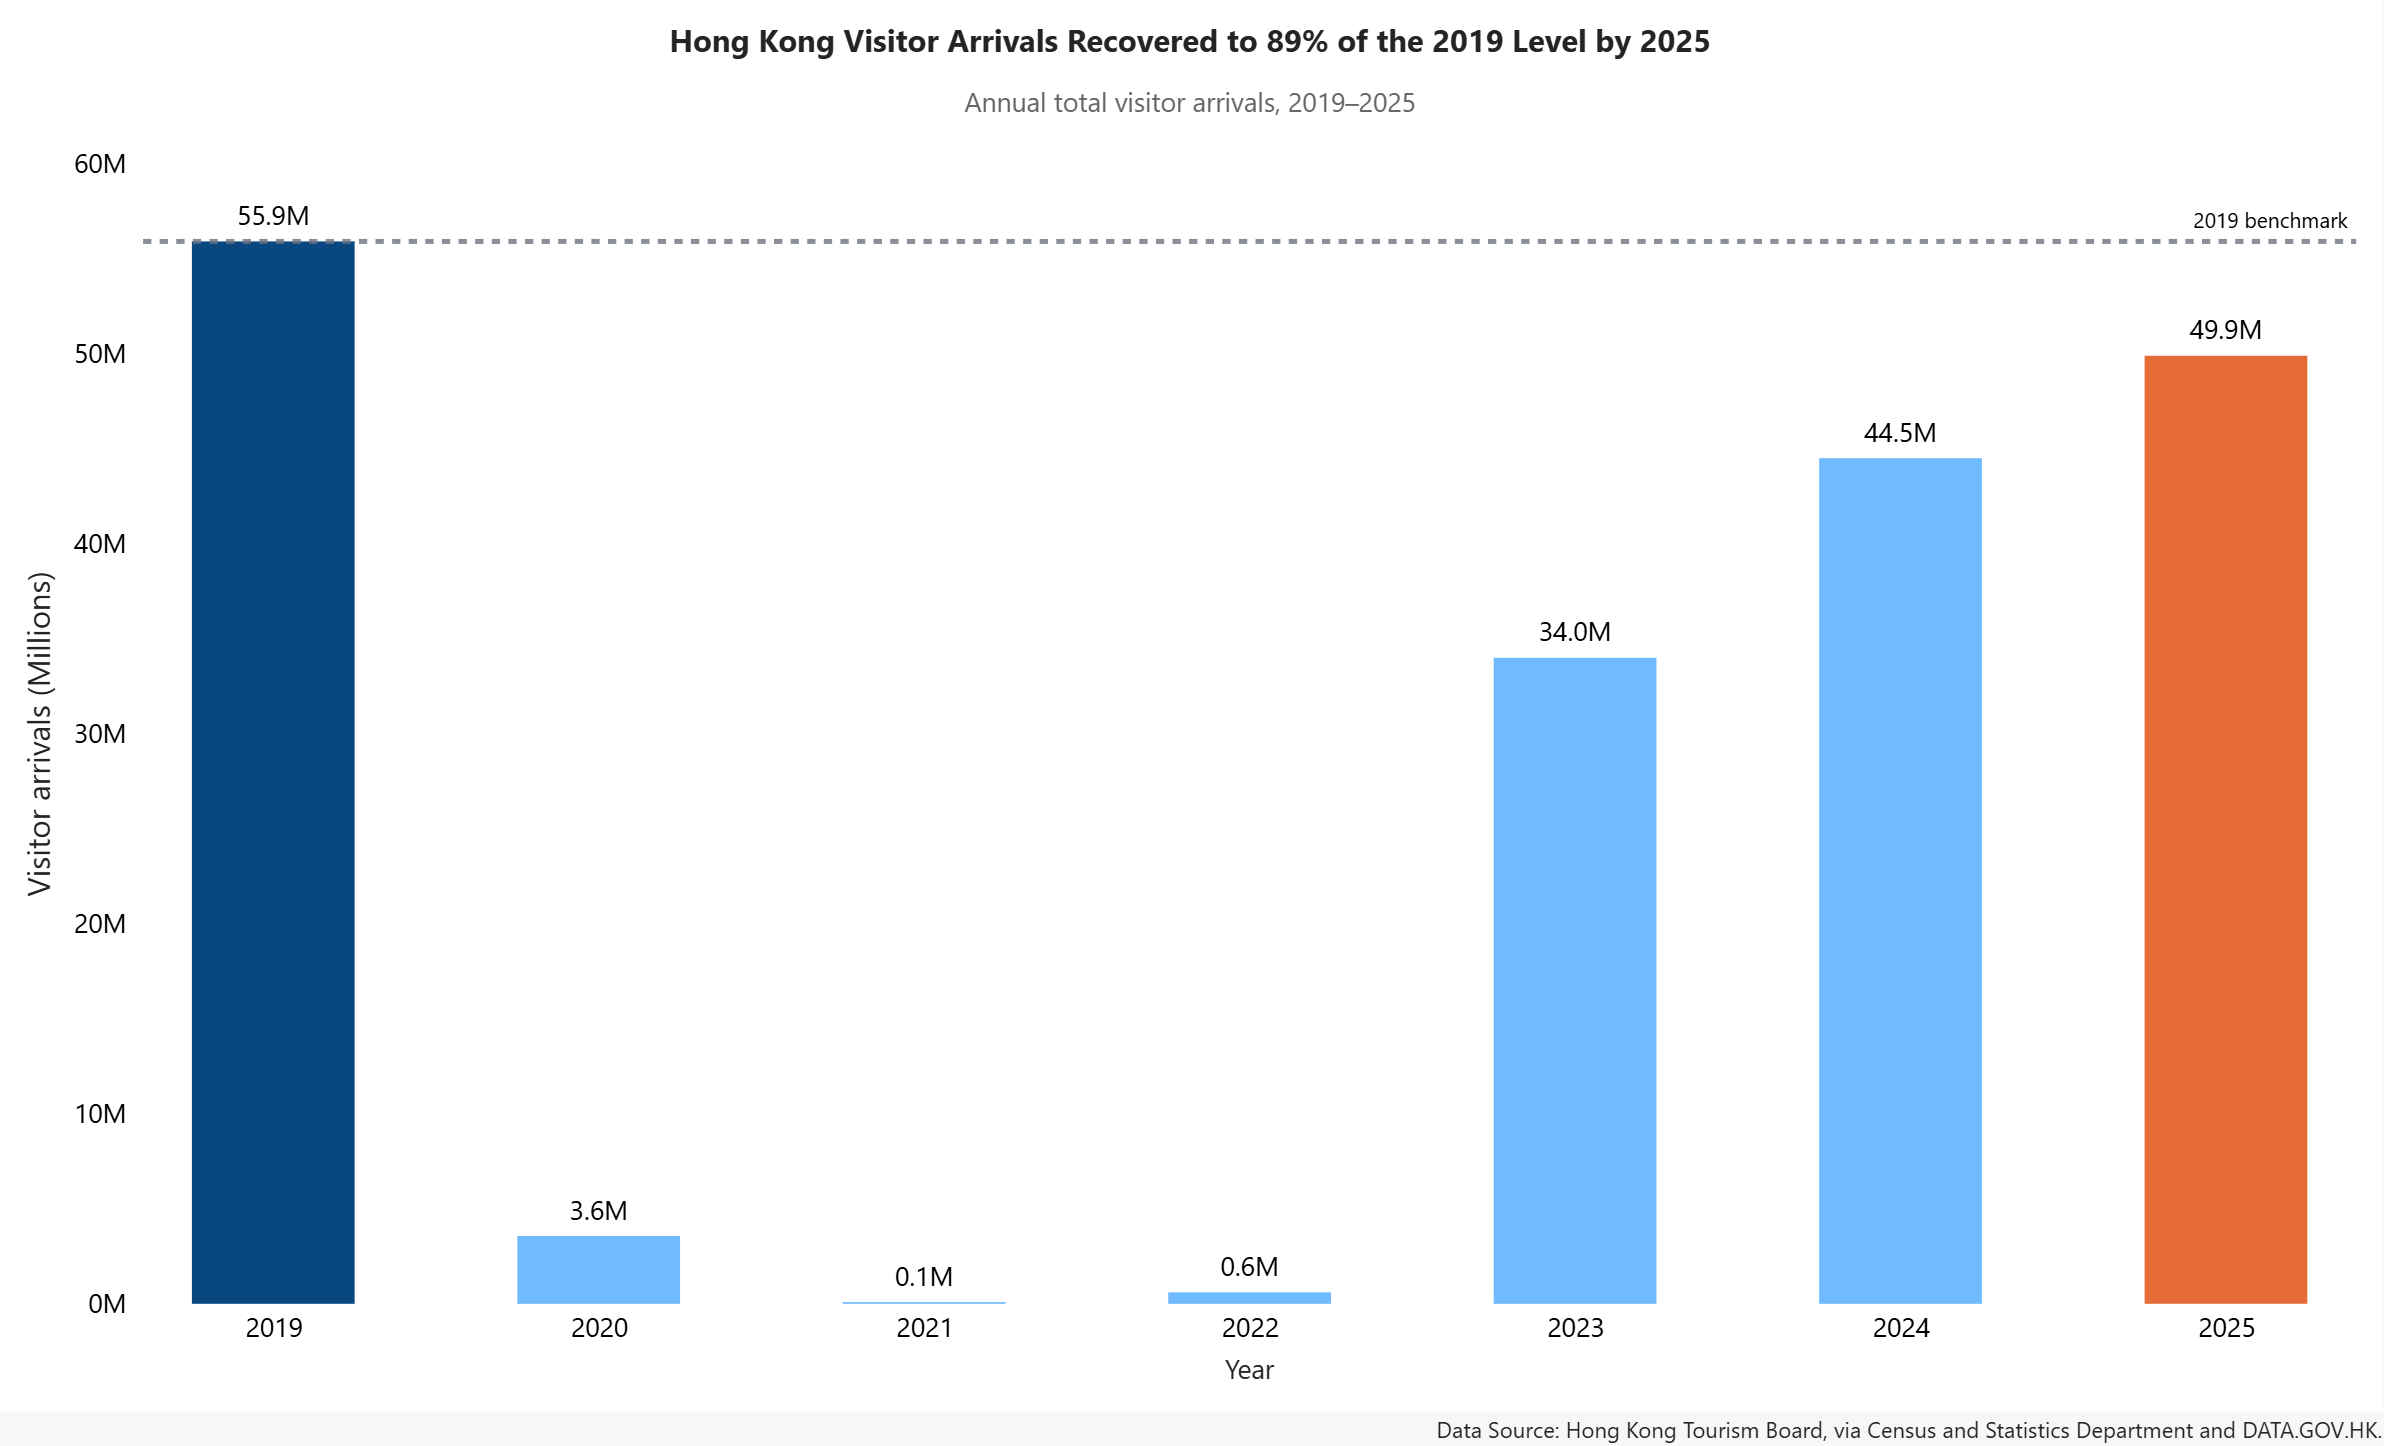 Hong Kong Visitor Arrivals Recovered to 89% of the 2019 Level by 2025
Annual total visitor arrivals, 2019–2025
60M
55.9M
2019 benchmark
50M
49.9M
44.5M
40M
34.0M
30M
Visitor arrivals (Millions)
20M
10M
3.6M
0.1M
0.6M
0M
2019 2020 2021 2022 2023 2024 2025
Year
Data Source: Hong Kong Tourism Board, via Census and Statistics Department and DATA.GOV.HK.